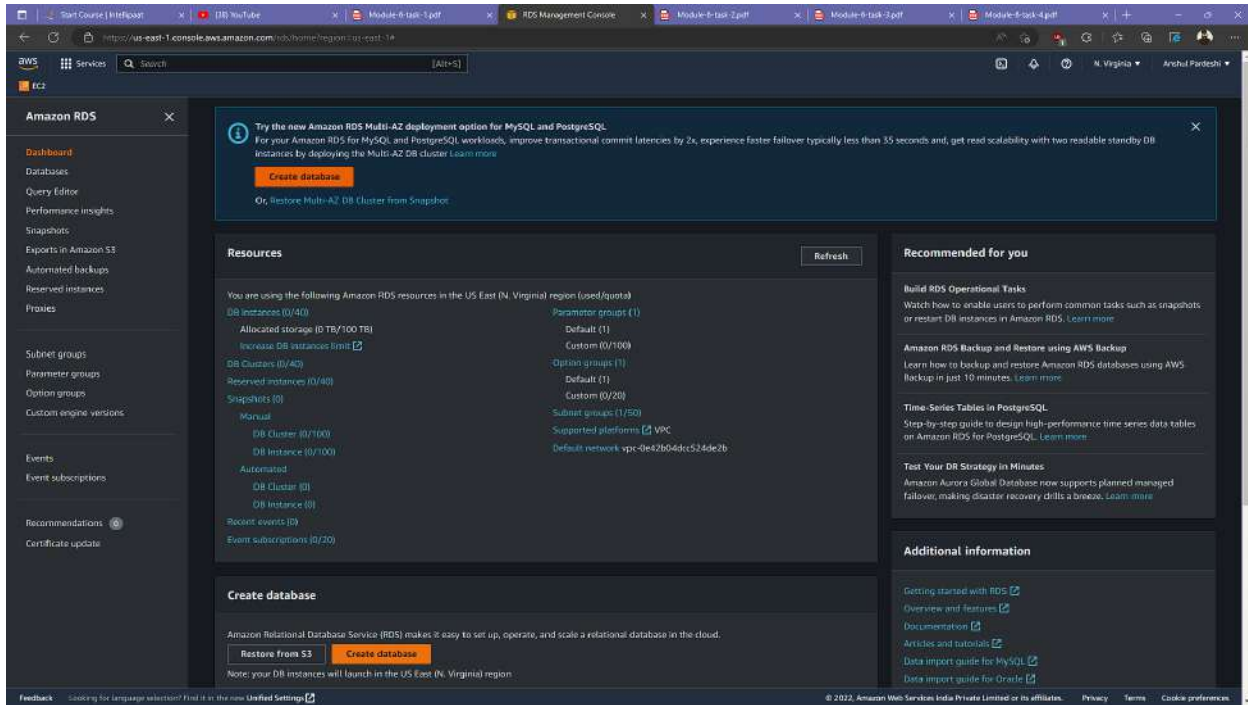 Start Course | Intellipaat
(38) YouTube
Module-6-task-1.pdf
RDS Management Console
Module-6-task-2.pdf
Module-6-task-3.pdf
Module-6-task-4.pdf
https://us-east-1.console.aws.amazon.com/rds/home?region=us-east-1#
aws
Services
Search
[Alt+S]
N. Virginia
Anshul Pardeshi
EC2
Amazon RDS
Dashboard
Databases
Query Editor
Performance insights
Snapshots
Exports in Amazon S3
Automated backups
Reserved instances
Proxies
Subnet groups
Parameter groups
Option groups
Custom engine versions
Events
Event subscriptions
Recommendations 0
Certificate update
Try the new Amazon RDS Multi-AZ deployment option for MySQL and PostgreSQL
For your Amazon RDS for MySQL and PostgreSQL workloads, improve transactional commit latencies by 2x, experience faster failover typically less than 35 seconds and, get read scalability with two readable standby DB
instances by deploying the Multi-AZ DB cluster Learn more
Create database
Or, Restore Multi-AZ DB Cluster from Snapshot
Resources
Refresh
You are using the following Amazon RDS resources in the US East (N. Virginia) region (used/quota)
DB Instances (0/40)
Allocated storage (0 TB/100 TB)
Increase DB instances limit
DB Clusters (0/40)
Reserved instances (0/40)
Snapshots (0)
Manual
DB Cluster (0/100)
DB Instance (0/100)
Automated
DB Cluster (0)
DB Instance (0)
Recent events (0)
Event subscriptions (0/20)
Parameter groups (1)
Default (1)
Custom (0/100)
Option groups (1)
Default (1)
Custom (0/20)
Subnet groups (1/50)
Supported platforms VPC
Default network vpc-0e42b04dcc524de2b
Create database
Amazon Relational Database Service (RDS) makes it easy to set up, operate, and scale a relational database in the cloud.
Restore from S3
Create database
Note: your DB instances will launch in the US East (N. Virginia) region
Recommended for you
Build RDS Operational Tasks
Watch how to enable users to perform common tasks such as snapshots
or restart DB instances in Amazon RDS. Learn more
Amazon RDS Backup and Restore using AWS Backup
Learn how to backup and restore Amazon RDS databases using AWS
Backup in just 10 minutes. Learn more
Time-Series Tables in PostgreSQL
Step-by-step guide to design high-performance time series data tables
on Amazon RDS for PostgreSQL. Learn more
Test Your DR Strategy in Minutes
Amazon Aurora Global Database now supports planned managed
failover, making disaster recovery drills a breeze. Learn more
Additional information
Getting started with RDS
Overview and features
Documentation
Articles and tutorials
Data import guide for MySQL
Data import guide for Oracle
Feedback
Looking for language selection? Find it in the new Unified Settings
© 2022, Amazon Web Services India Private Limited or its affiliates.
Privacy
Terms
Cookie preferences